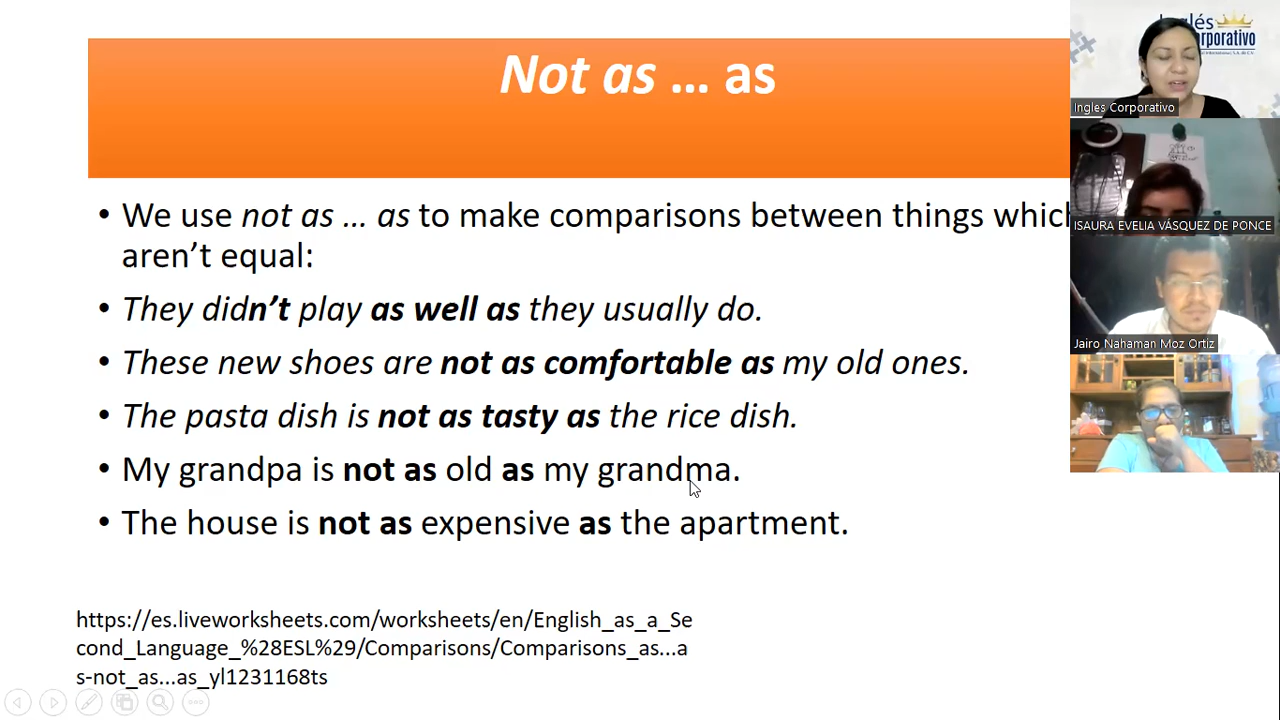 Not as ... as
• We use not as ... as to make comparisons between things which
aren't equal:
• They didn't play as well as they usually do.
• These new shoes are not as comfortable as my old ones.
• The pasta dish is not as tasty as the rice dish.
• My grandpa is not as old as my grandma.
• The house is not as expensive as the apartment.
https://es.liveworksheets.com/worksheets/en/English_as_a_Se
cond_Language_%28ESL%29/Comparisons/Comparisons_as...a
s-not_as...as_yl1231168ts
Inglés
Corporativo
Ingles Corporativo
ISAURA EVELIA VÁSQUEZ DE PONCE
Jairo Nahaman Moz Ortiz